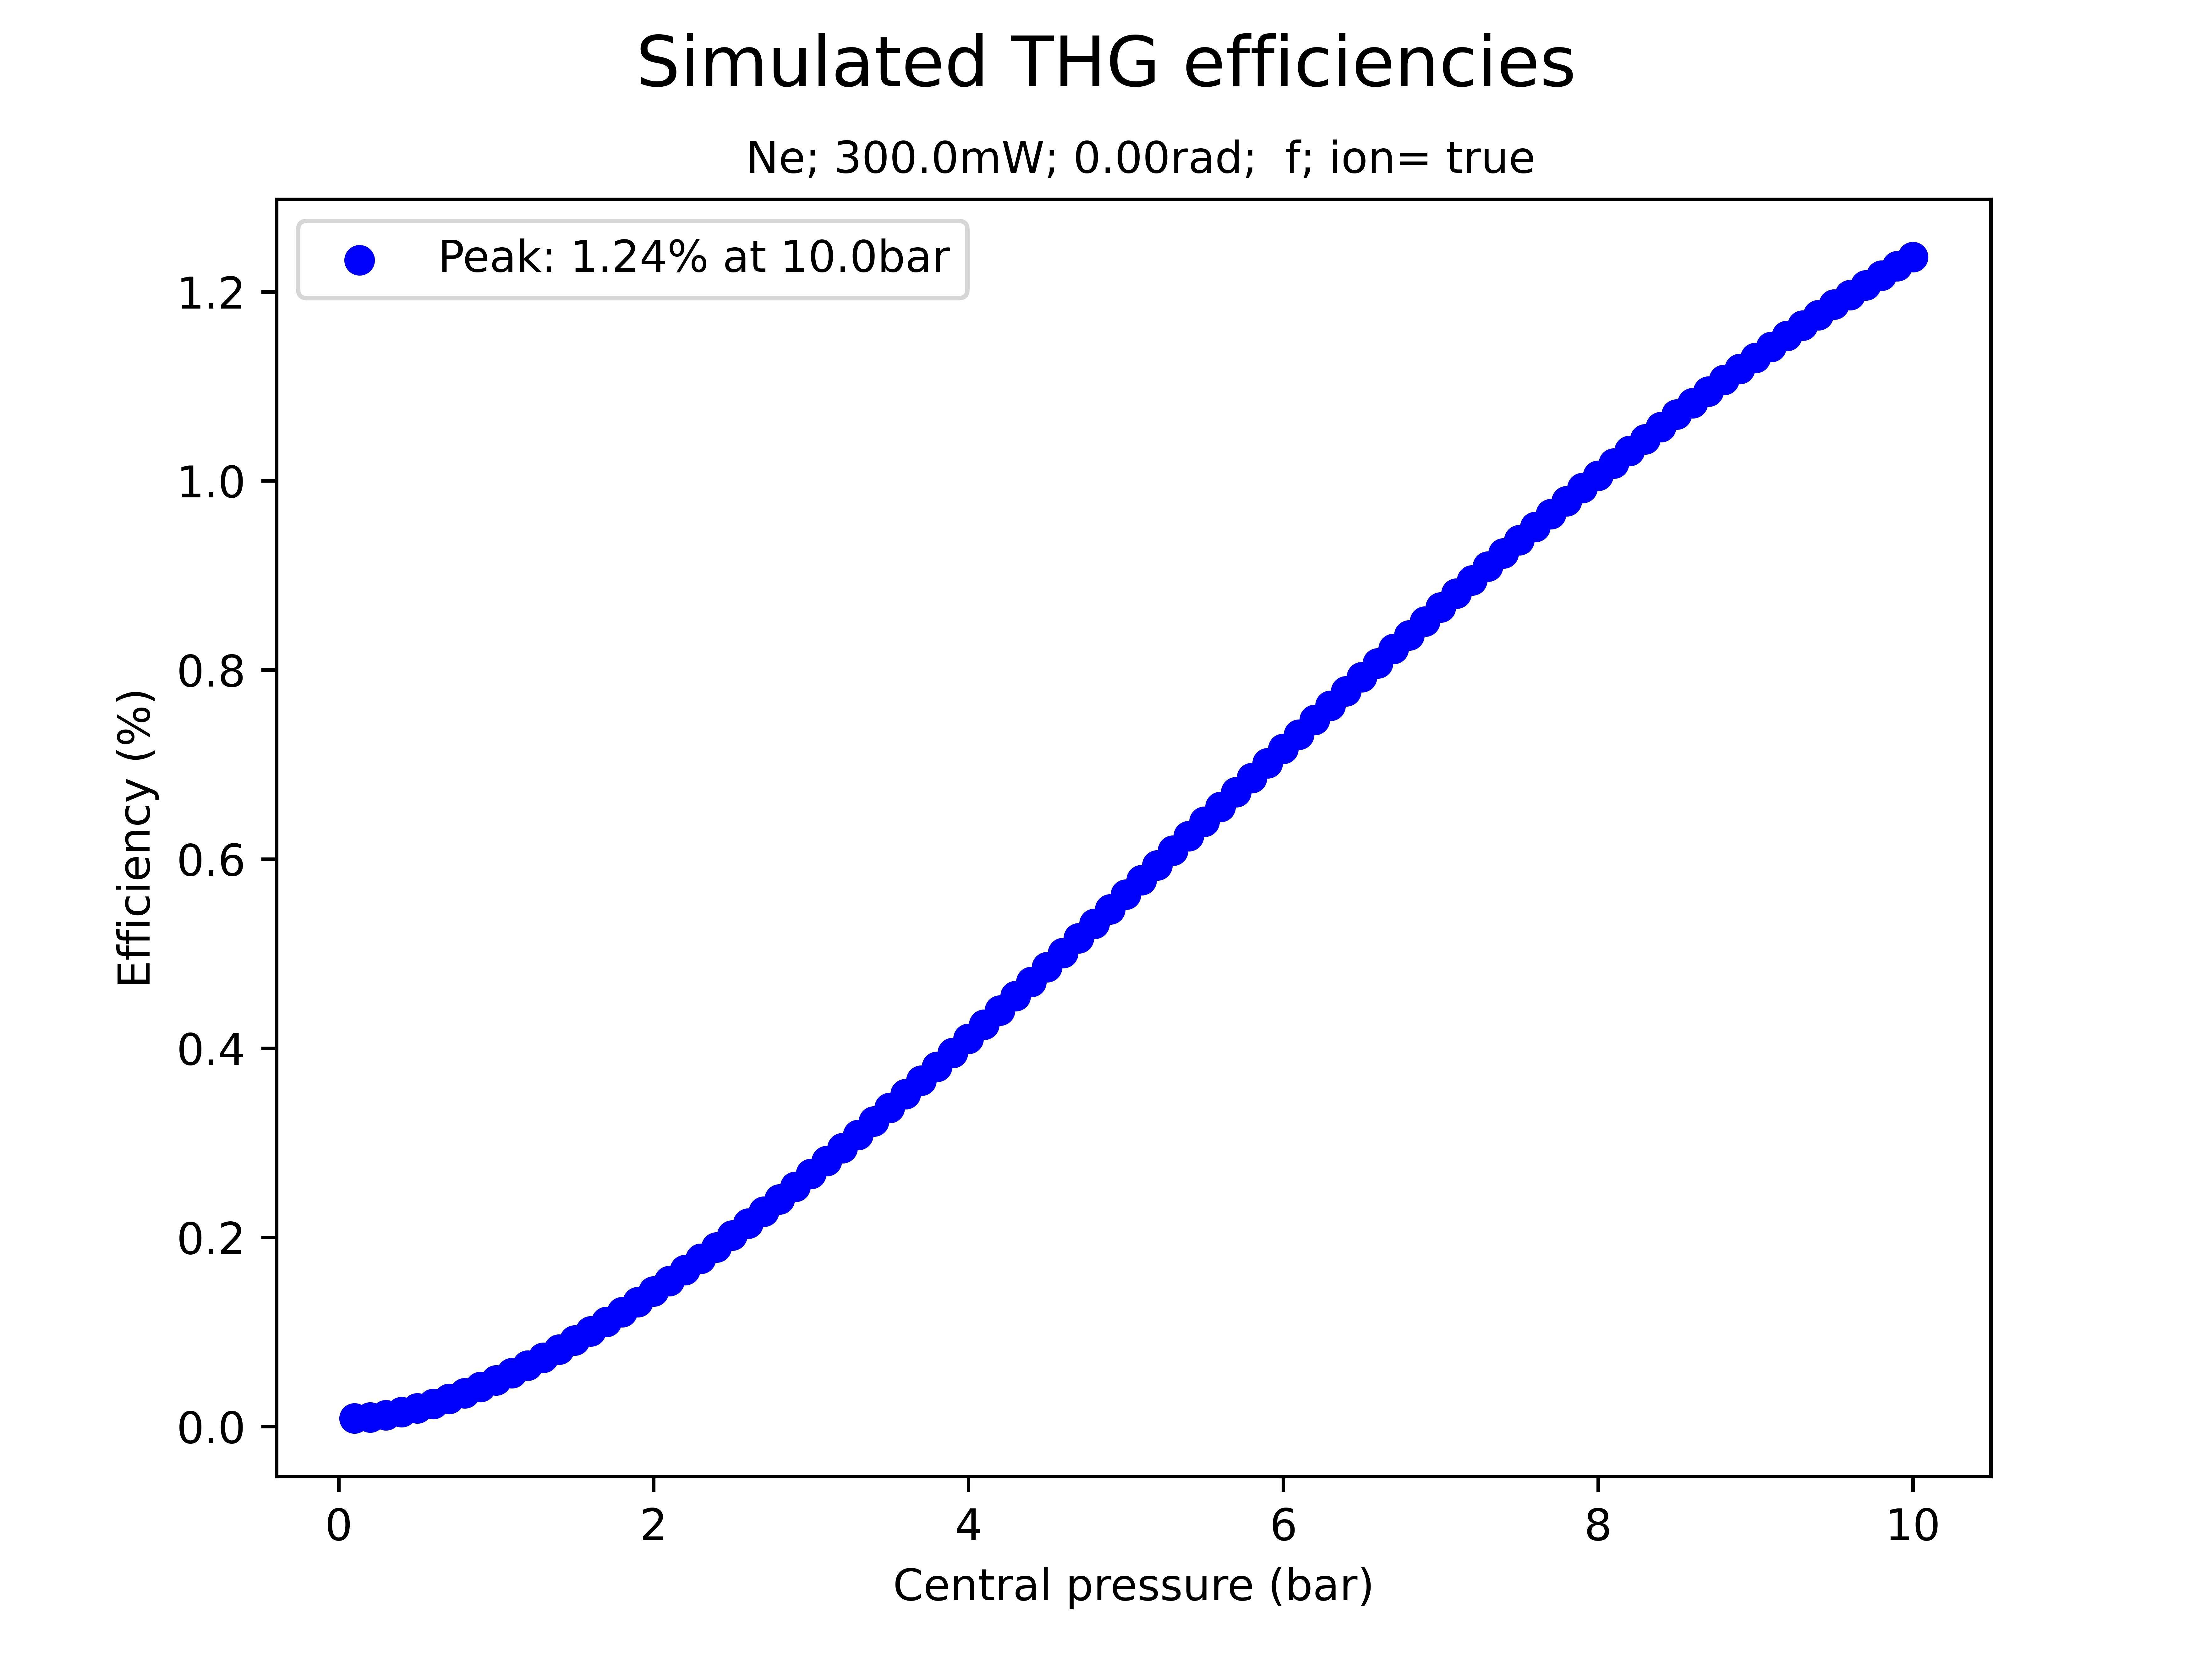 Simulated THG efficiencies
Ne; 300.0mW; 0.00rad;  f; ion= true
Peak: 1.24% at 10.0bar
1.2
1.0
0.8
0.6
0.4
0.2
0.0
Efficiency (%)
0 2 4 6 8 10
Central pressure (bar)